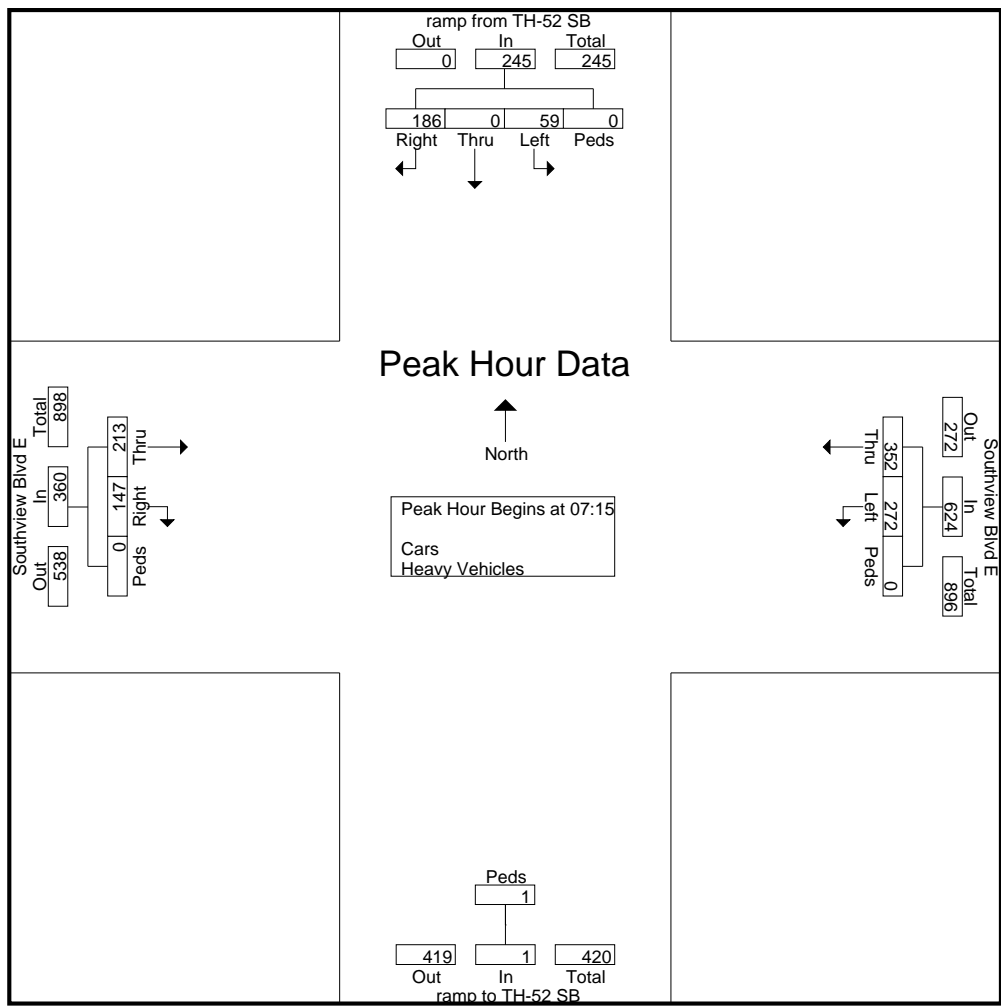 ramp from TH-52 SB
Out In Total
0 245 245
186 0 59 0
Right Thru Left Peds
Peak Hour Data
North
Peak Hour Begins at 07:15
Cars
Heavy Vehicles
Southview Blvd E
Out In Total
538 360 898
0 147 213
Peds Right Thru
Southview Blvd E
Out In Total
272 624 896
352 272 0
Thru Left Peds
Peds
1
419 1 420
Out In Total
ramp to TH-52 SB